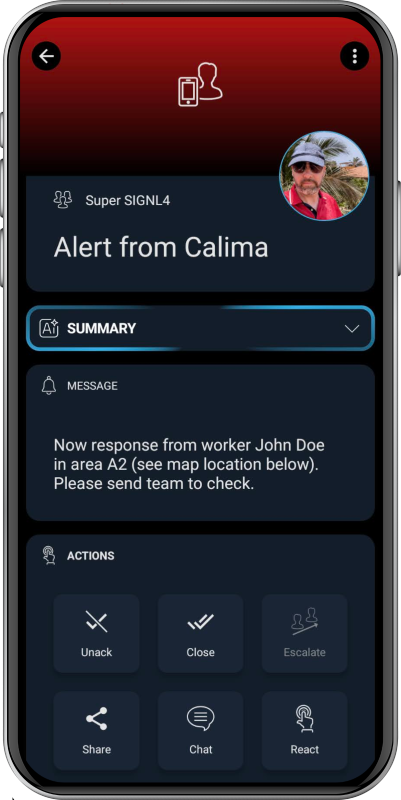 Super SIGNL4
Alert from Calima
AI SUMMARY
MESSAGE
Now response from worker John Doe
in area A2 (see map location below).
Please send team to check.
ACTIONS
Unack
Close
Escalate
Share
Chat
React